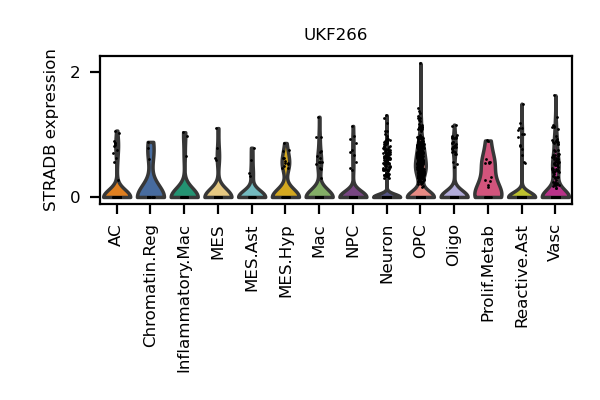 UKF266
STRADB expression
2
0
AC
Chromatin.Reg
Inflammatory.Mac
MES
MES.Ast
MES.Hyp
Mac
NPC
Neuron
OPC
Oligo
Prolif.Metab
Reactive.Ast
Vasc